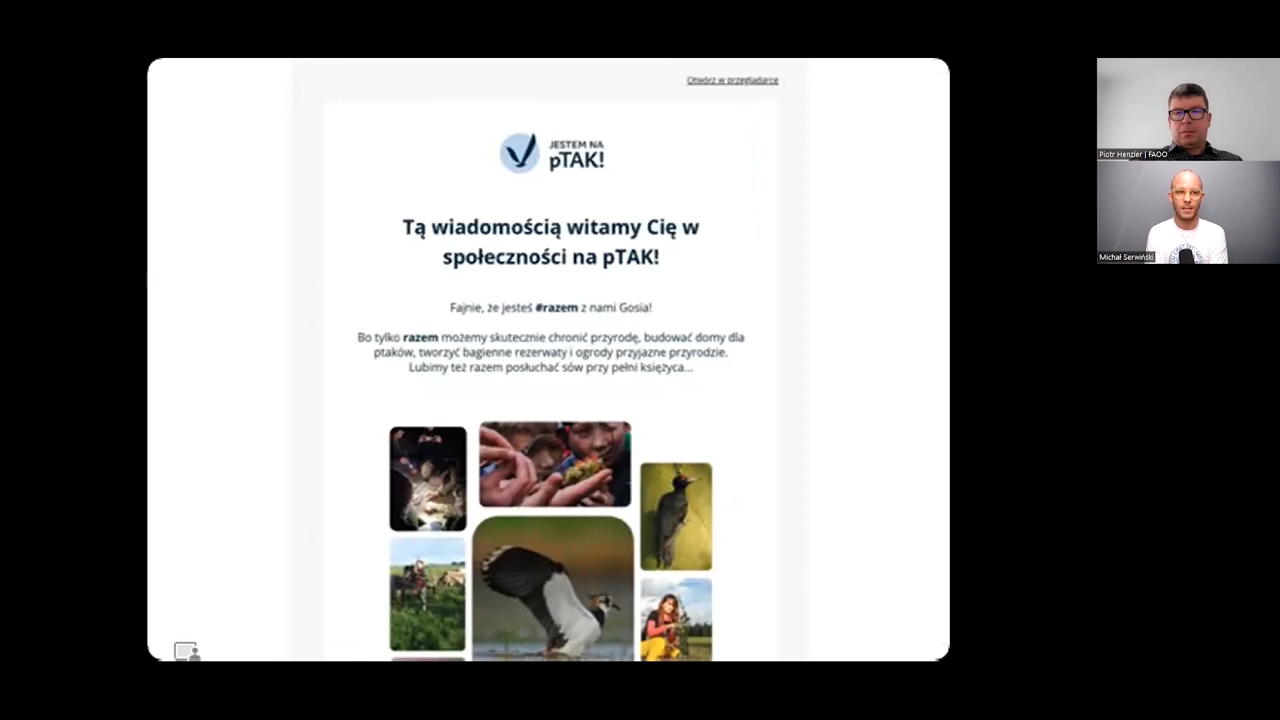 Otwórz w przeglądarce
JESTEM NA
pTAK!
Tą wiadomością witamy Cię w
społeczności na pTAK!
Fajnie, że jesteś #razem z nami Gosia!
Bo tylko razem możemy skutecznie chronić przyrodę, budować domy dla
ptaków, tworzyć bagienne rezerwaty i ogrody przyjazne przyrodzie.
Lubimy też razem posłuchać sów przy pełni księżyca...
Piotr Henzler | FAOO
Michał Serwiński